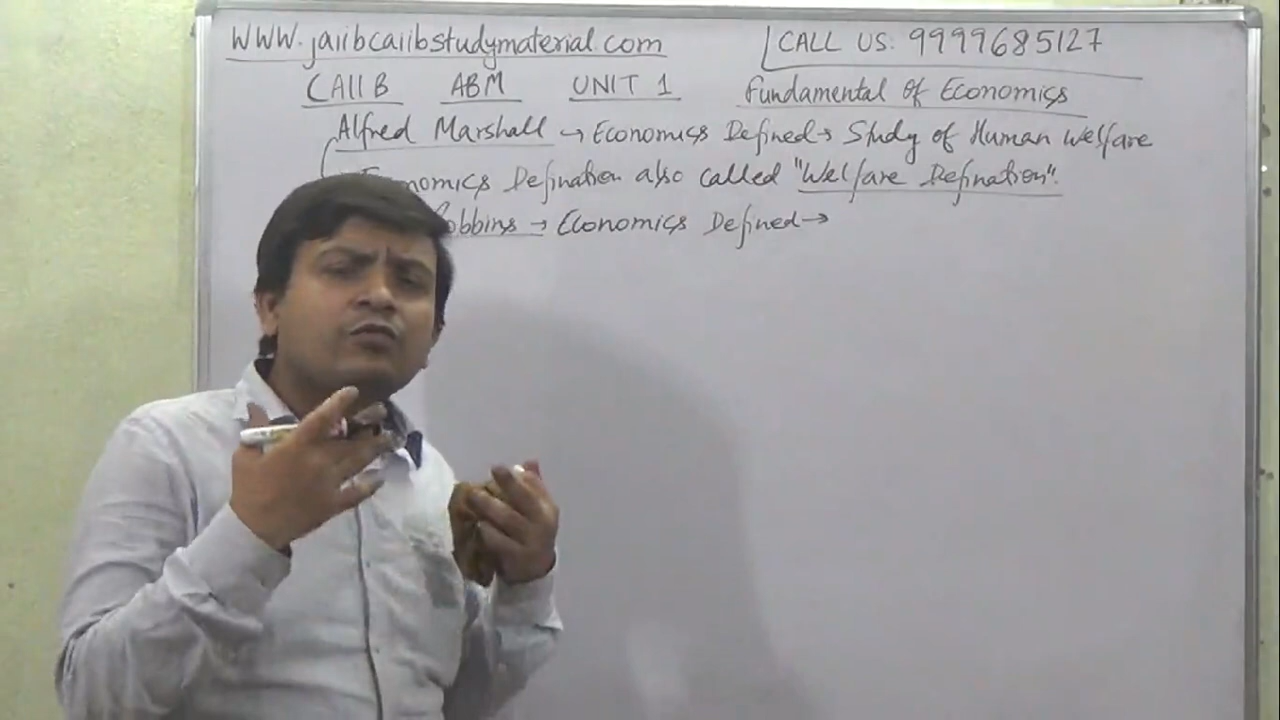 WWW.jaiibcaiibstudymaterial.com
CALL US: 9999685127
CAIIB ABM UNIT 1 Fundamental Of Economics
Alfred Marshall → Economics Defined → Study of Human Welfare
Economics Defination also called "Welfare Defination".
Robbins → Economics Defined →